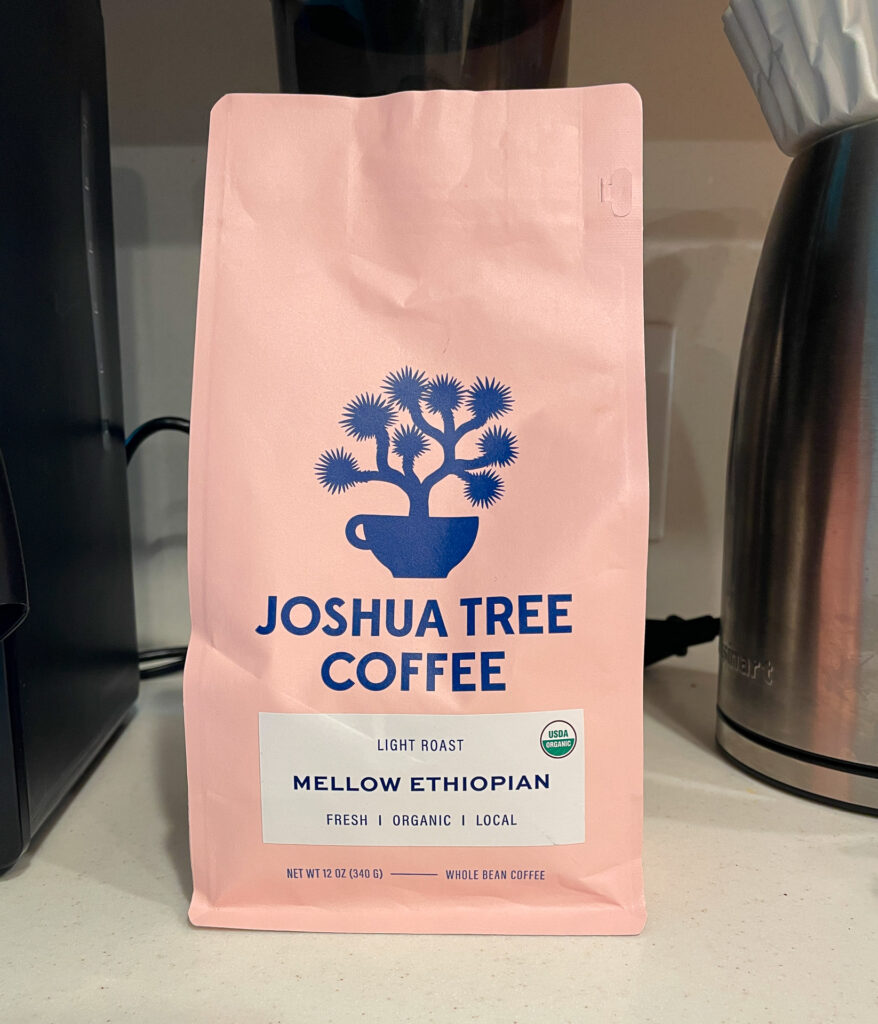 JOSHUA TREE
COFFEE
LIGHT ROAST
USDA
ORGANIC
MELLOW ETHIOPIAN
FRESH I ORGANIC I LOCAL
NET WT 12 OZ (340 G)
WHOLE BEAN COFFEE